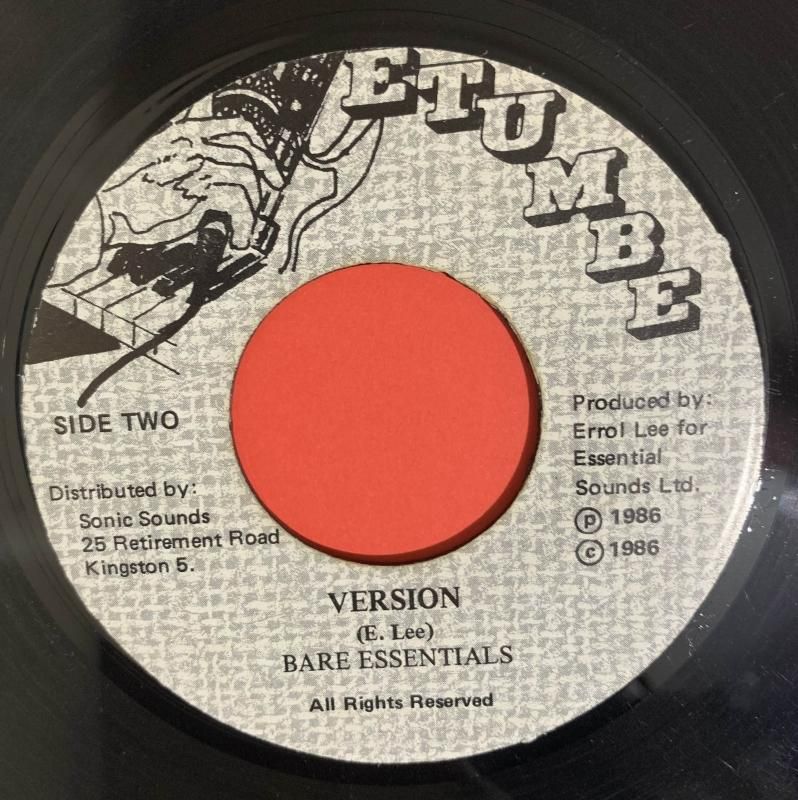 ETUMBE
SIDE TWO
Distributed by:
Sonic Sounds
25 Retirement Road
Kingston 5.
Produced by:
Errol Lee for
Essential
Sounds Ltd.
℗ 1986
© 1986
VERSION
(E. Lee)
BARE ESSENTIALS
All Rights Reserved